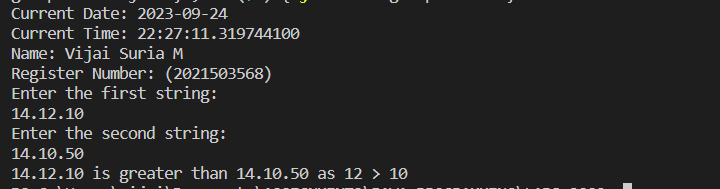 Current Date: 2023-09-24
Current Time: 22:27:11.319744100
Name: Vijai Suria M
Register Number: (2021503568)
Enter the first string:
14.12.10
Enter the second string:
14.10.50
14.12.10 is greater than 14.10.50 as 12 > 10